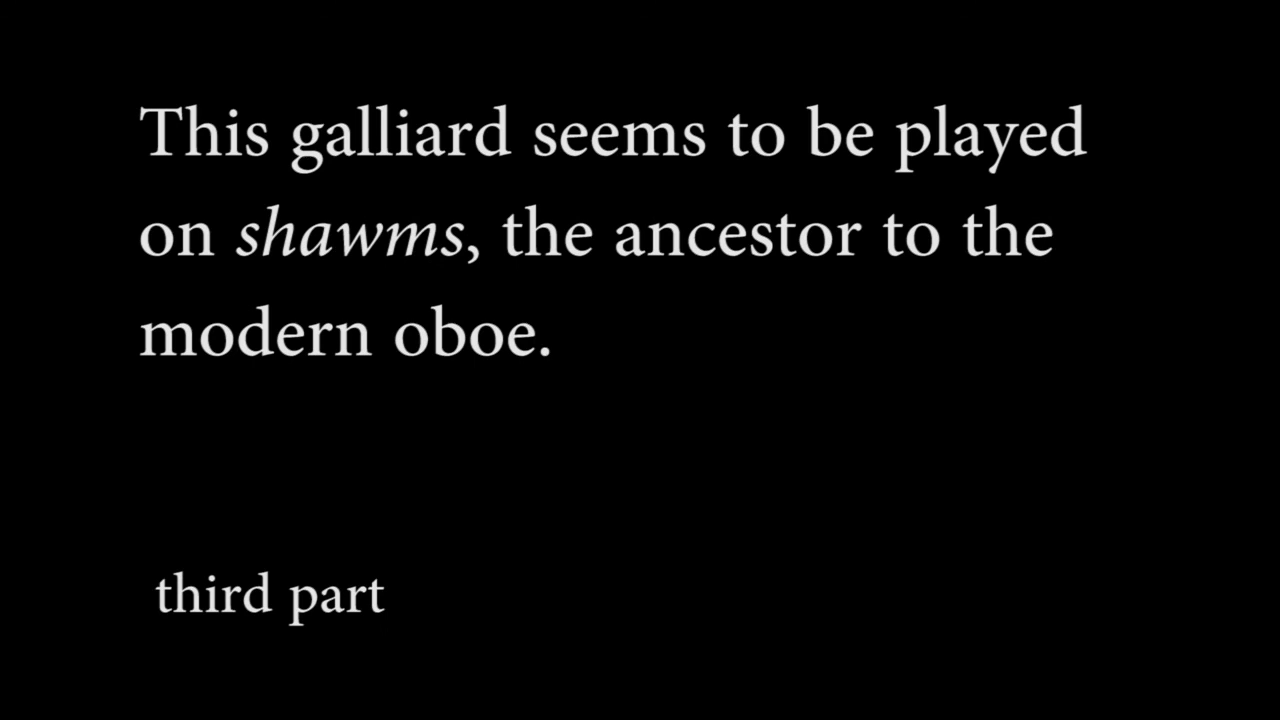 This galliard seems to be played
on shawms, the ancestor to the
modern oboe.
third part